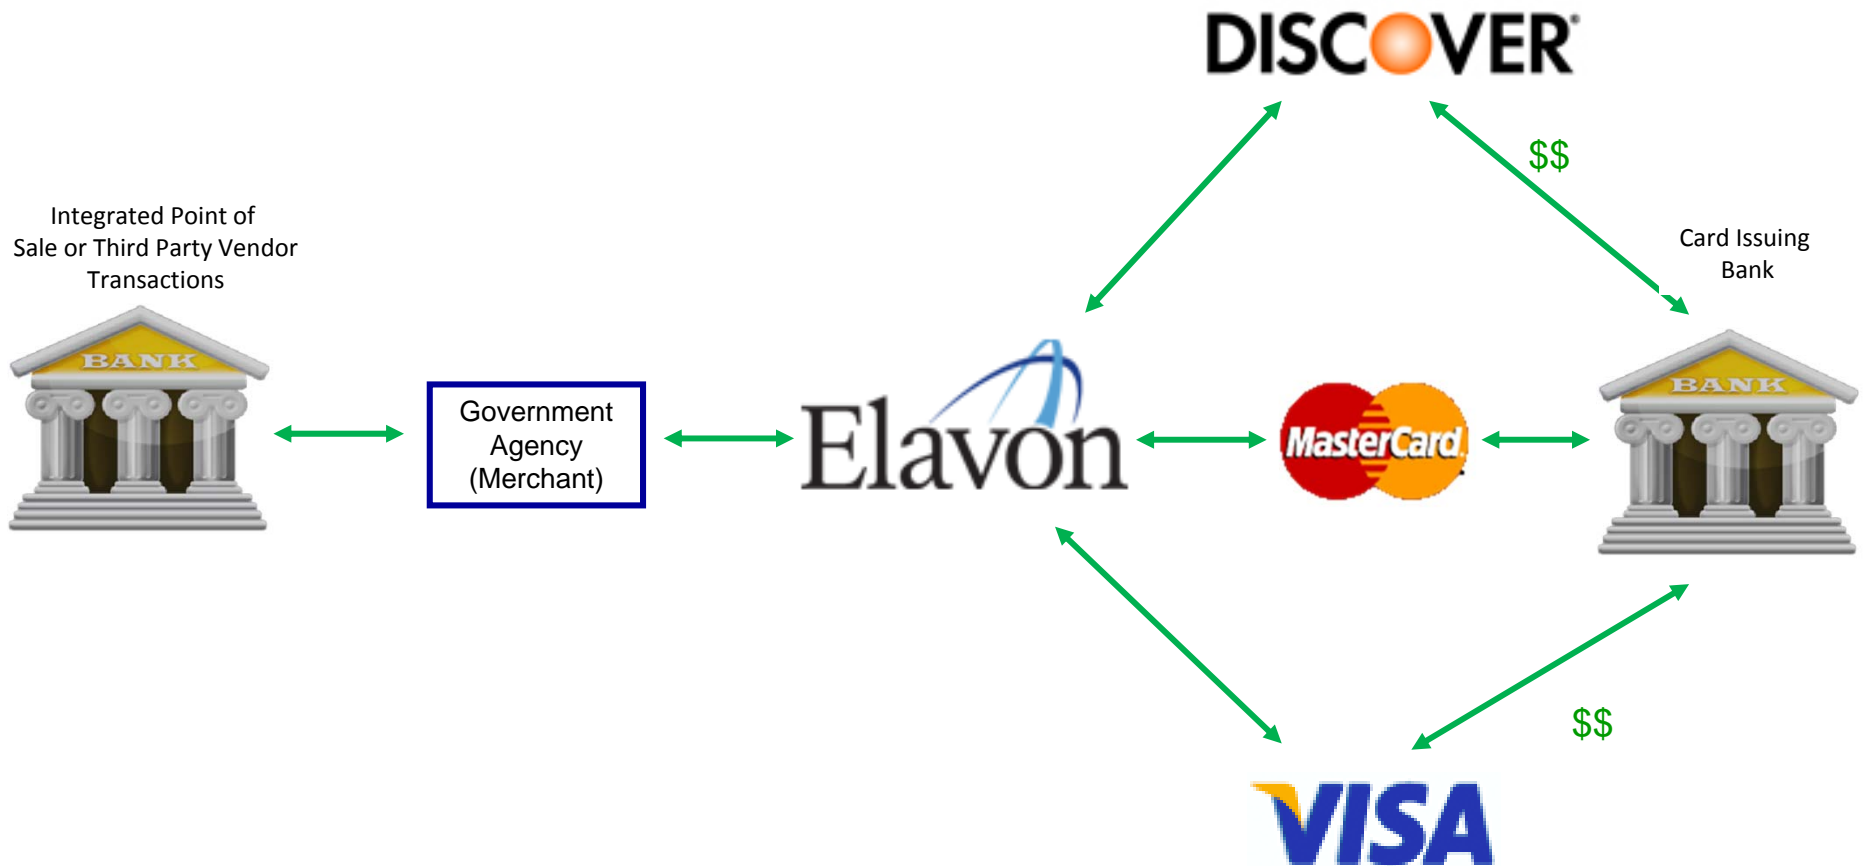 DISCOVER®
$$
Integrated Point of
Sale or Third Party Vendor
Transactions
Card Issuing
Bank
BANK
BANK
Government
Agency
(Merchant)
Elavon
MasterCard
$$
VISA